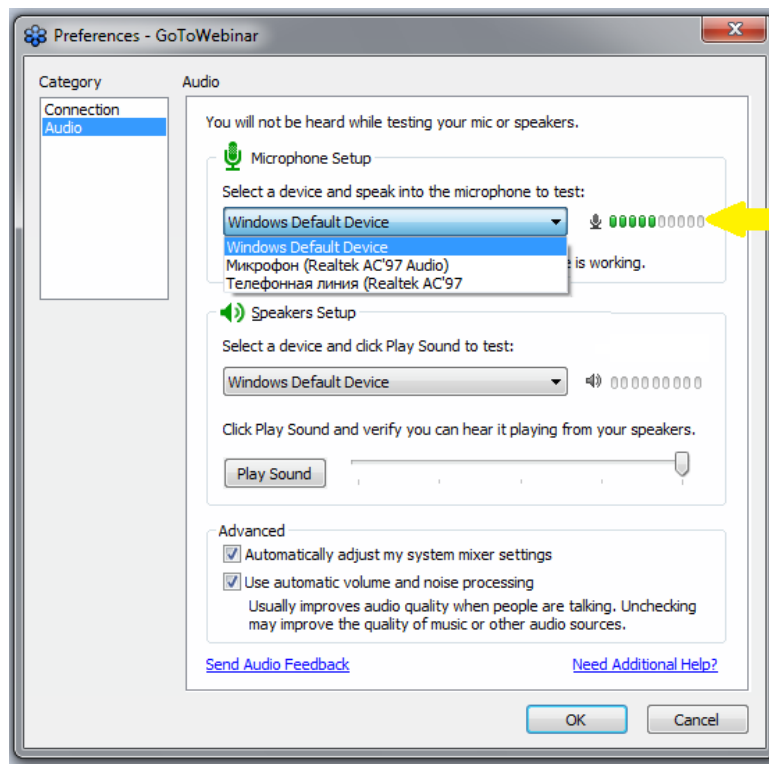 Preferences - GoToWebinar
Category
Audio
Connection
Audio
You will not be heard while testing your mic or speakers.
Microphone Setup
Select a device and speak into the microphone to test:
Windows Default Device
Windows Default Device
Микрофон (Realtek AC'97 Audio)
is working.
Телефонная линия (Realtek AC'97
Speakers Setup
Select a device and click Play Sound to test:
Windows Default Device
Click Play Sound and verify you can hear it playing from your speakers.
Play Sound
Advanced
Automatically adjust my system mixer settings
Use automatic volume and noise processing
Usually improves audio quality when people are talking. Unchecking
may improve the quality of music or other audio sources.
Send Audio Feedback
Need Additional Help?
OK
Cancel